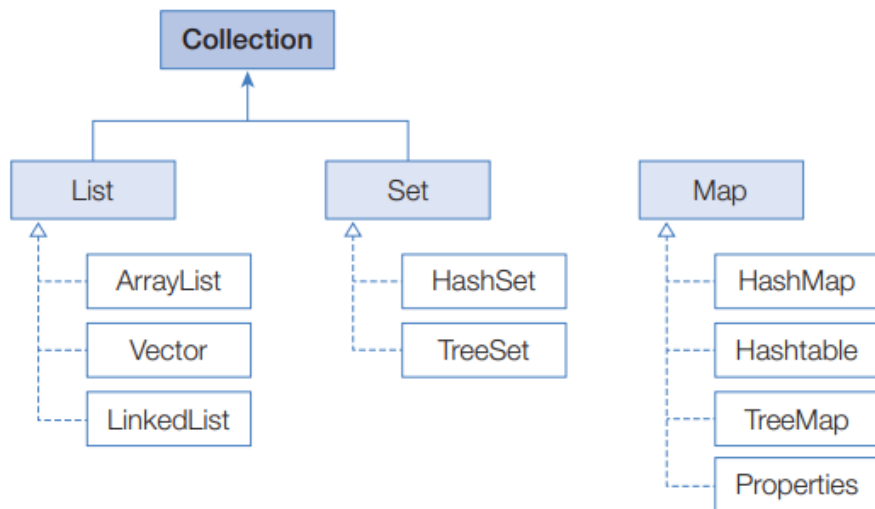 Collection
List
Set
Map
ArrayList
HashSet
HashMap
Vector
TreeSet
Hashtable
LinkedList
TreeMap
Properties